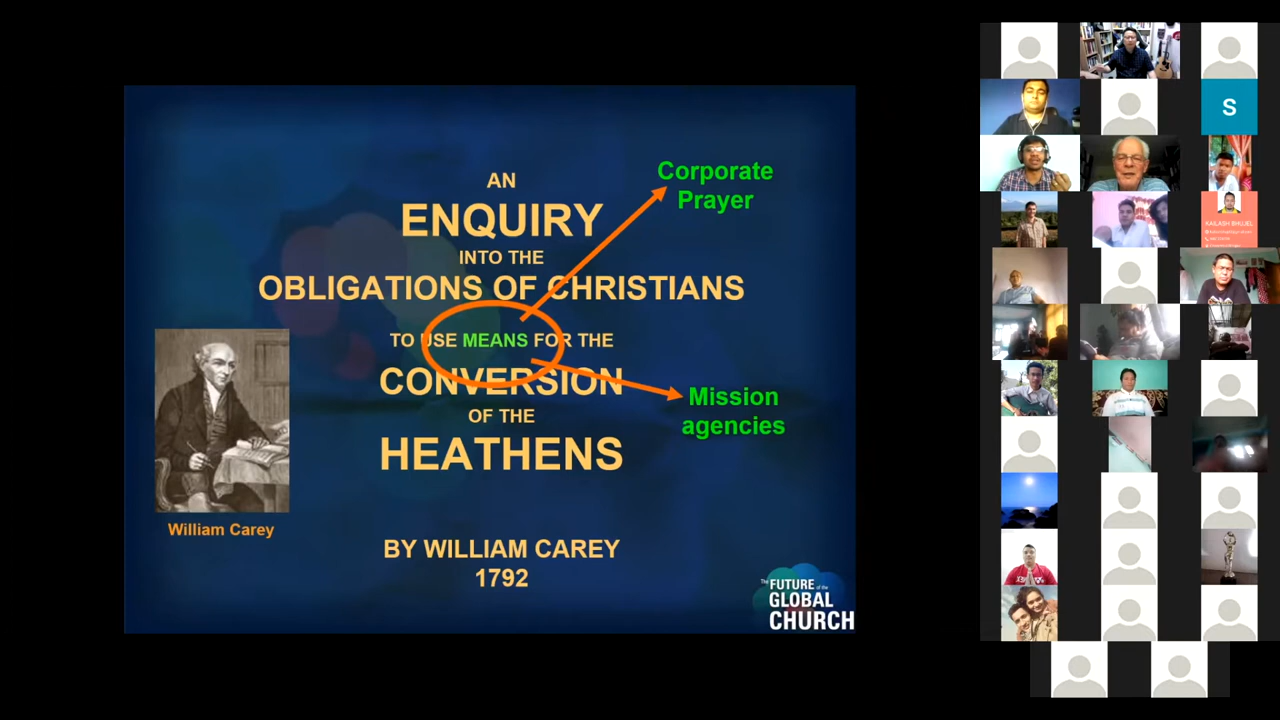 AN
ENQUIRY
INTO THE
OBLIGATIONS OF CHRISTIANS
TO USE MEANS FOR THE
CONVERSION
OF THE
HEATHENS
BY WILLIAM CAREY
1792
Corporate
Prayer
Mission
agencies
William Carey
The FUTURE of the
GLOBAL
CHURCH
S
KAILASH BHUJEL